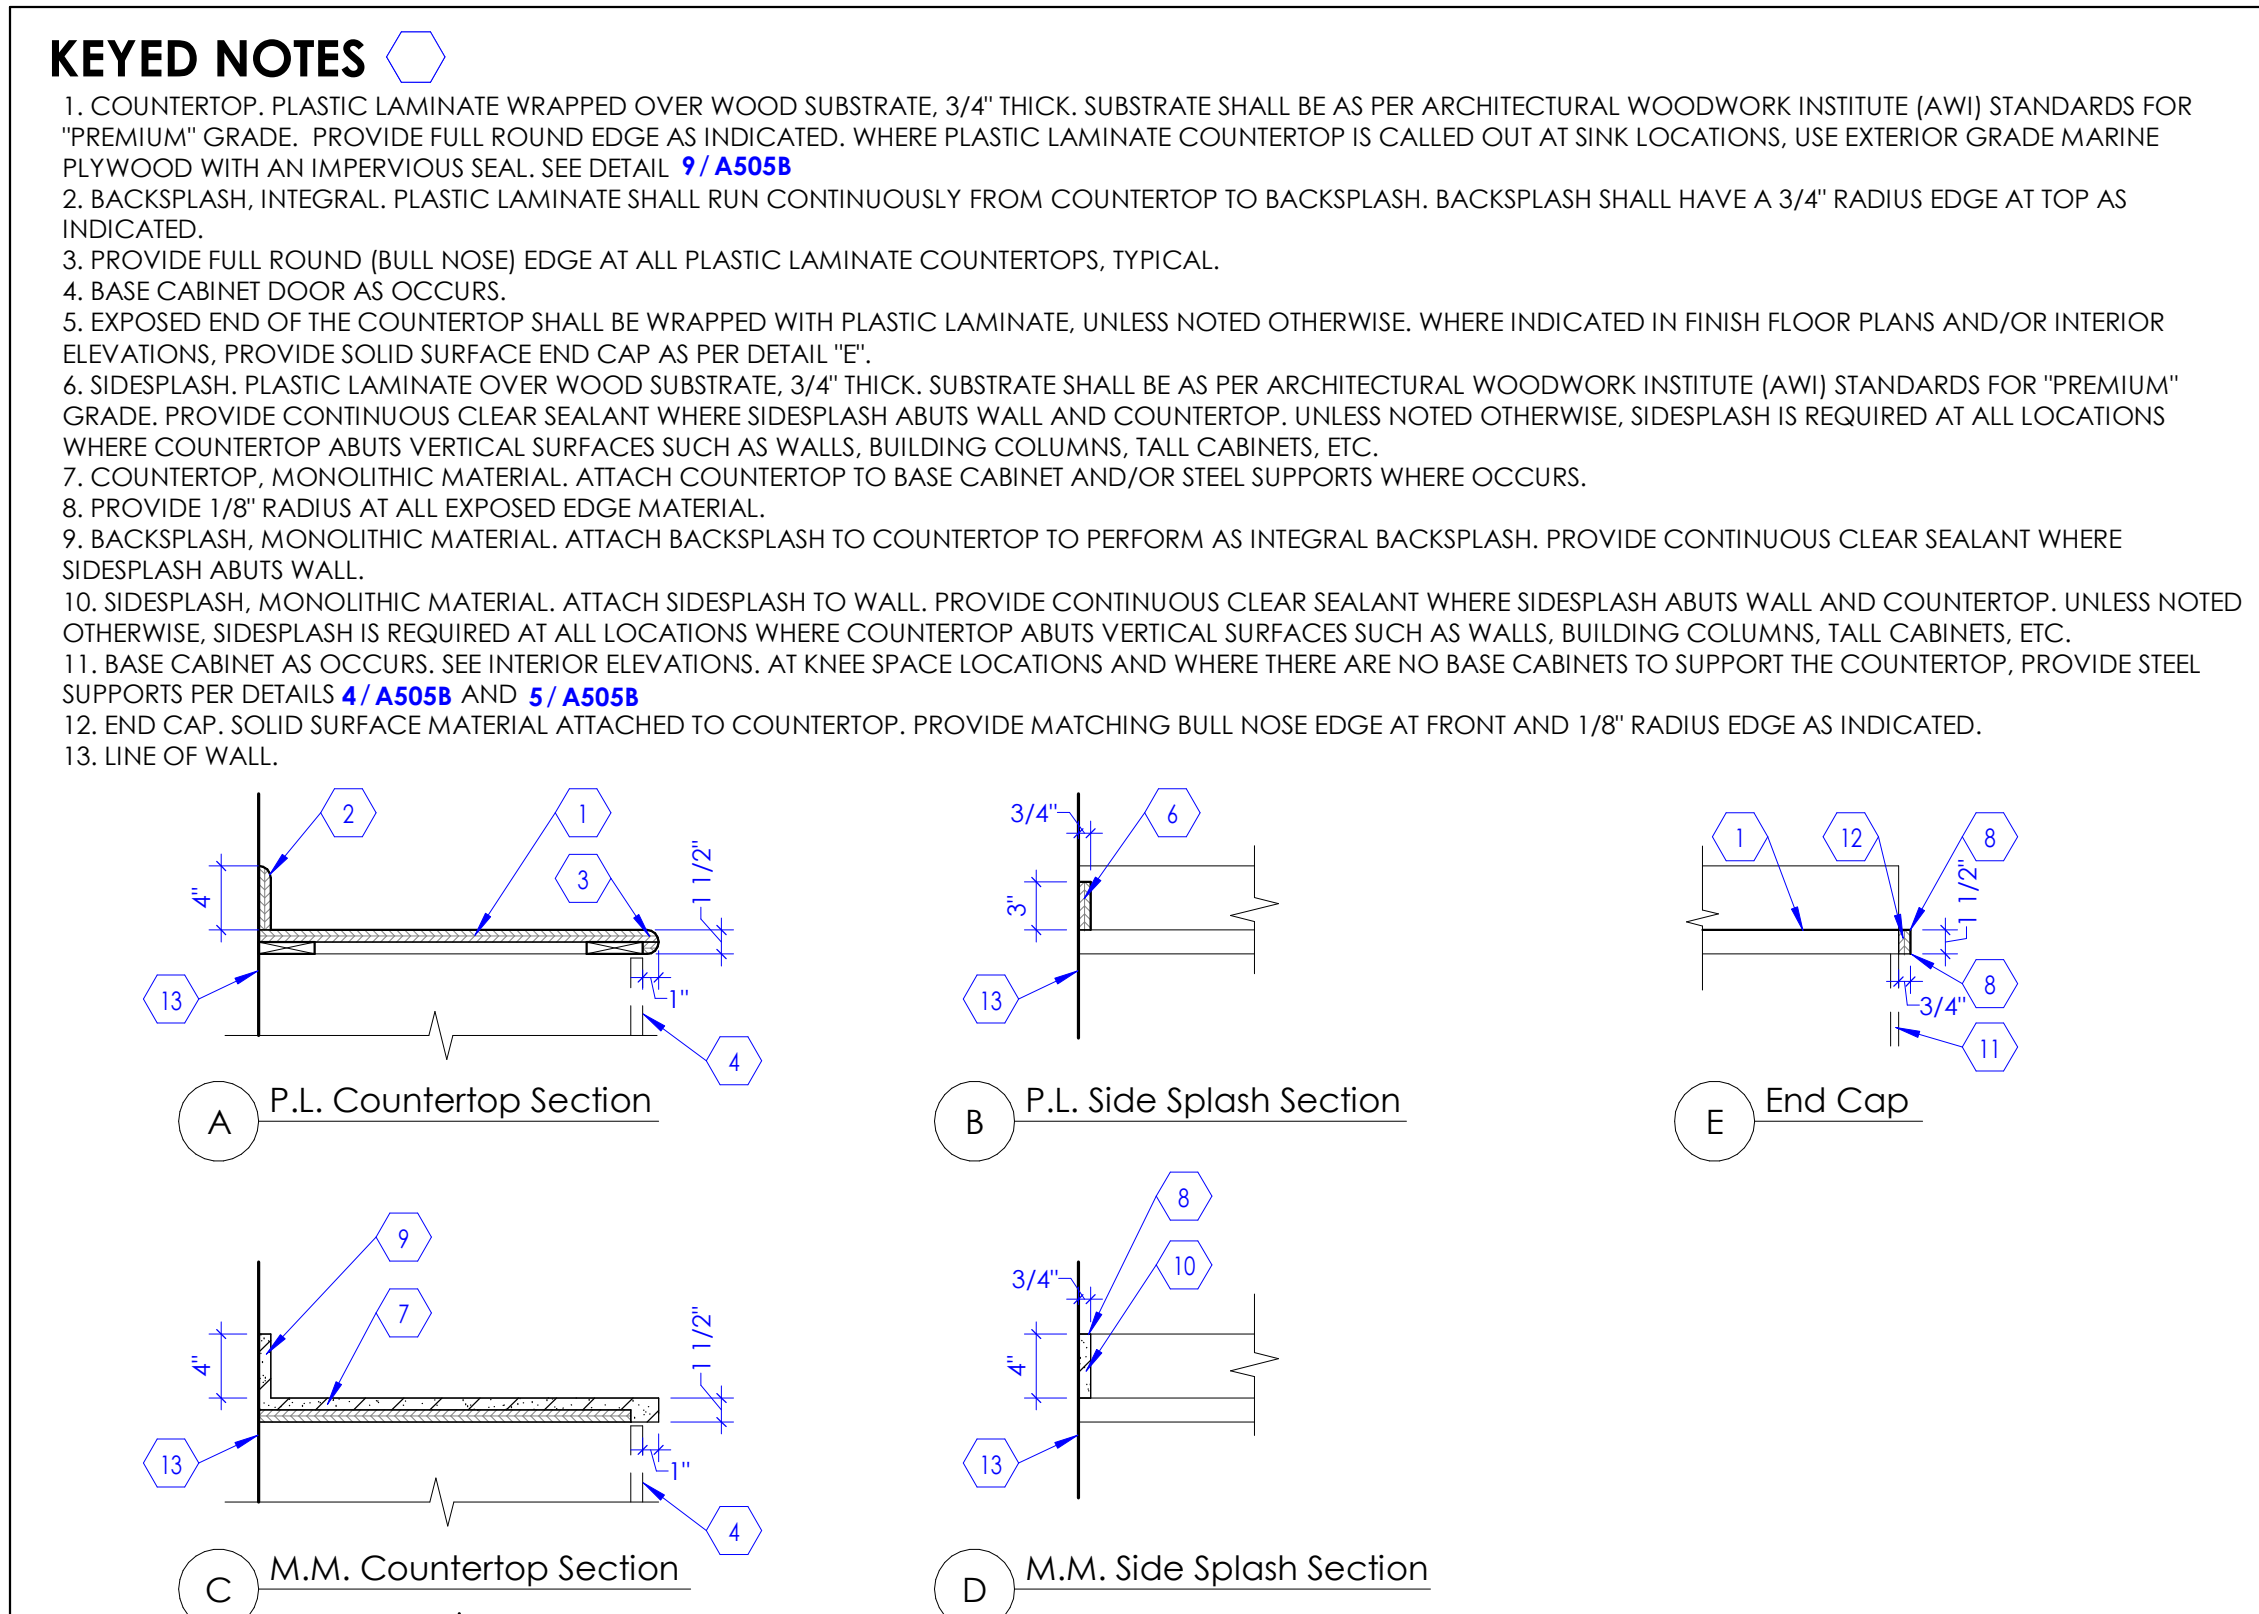 KEYED NOTES
1. COUNTERTOP. PLASTIC LAMINATE WRAPPED OVER WOOD SUBSTRATE, 3/4" THICK. SUBSTRATE SHALL BE AS PER ARCHITECTURAL WOODWORK INSTITUTE (AWI) STANDARDS FOR
"PREMIUM" GRADE. PROVIDE FULL ROUND EDGE AS INDICATED. WHERE PLASTIC LAMINATE COUNTERTOP IS CALLED OUT AT SINK LOCATIONS, USE EXTERIOR GRADE MARINE
PLYWOOD WITH AN IMPERVIOUS SEAL. SEE DETAIL 9/A505B
2. BACKSPLASH, INTEGRAL. PLASTIC LAMINATE SHALL RUN CONTINUOUSLY FROM COUNTERTOP TO BACKSPLASH. BACKSPLASH SHALL HAVE A 3/4" RADIUS EDGE AT TOP AS
INDICATED.
3. PROVIDE FULL ROUND (BULL NOSE) EDGE AT ALL PLASTIC LAMINATE COUNTERTOPS, TYPICAL.
4. BASE CABINET DOOR AS OCCURS.
5. EXPOSED END OF THE COUNTERTOP SHALL BE WRAPPED WITH PLASTIC LAMINATE, UNLESS NOTED OTHERWISE. WHERE INDICATED IN FINISH FLOOR PLANS AND/OR INTERIOR
ELEVATIONS, PROVIDE SOLID SURFACE END CAP AS PER DETAIL "E".
6. SIDESPLASH. PLASTIC LAMINATE OVER WOOD SUBSTRATE, 3/4" THICK. SUBSTRATE SHALL BE AS PER ARCHITECTURAL WOODWORK INSTITUTE (AWI) STANDARDS FOR "PREMIUM"
GRADE. PROVIDE CONTINUOUS CLEAR SEALANT WHERE SIDESPLASH ABUTS WALL AND COUNTERTOP. UNLESS NOTED OTHERWISE, SIDESPLASH IS REQUIRED AT ALL LOCATIONS
WHERE COUNTERTOP ABUTS VERTICAL SURFACES SUCH AS WALLS, BUILDING COLUMNS, TALL CABINETS, ETC.
7. COUNTERTOP, MONOLITHIC MATERIAL. ATTACH COUNTERTOP TO BASE CABINET AND/OR STEEL SUPPORTS WHERE OCCURS.
8. PROVIDE 1/8" RADIUS AT ALL EXPOSED EDGE MATERIAL.
9. BACKSPLASH, MONOLITHIC MATERIAL. ATTACH BACKSPLASH TO COUNTERTOP TO PERFORM AS INTEGRAL BACKSPLASH. PROVIDE CONTINUOUS CLEAR SEALANT WHERE
SIDESPLASH ABUTS WALL.
10. SIDESPLASH, MONOLITHIC MATERIAL. ATTACH SIDESPLASH TO WALL. PROVIDE CONTINUOUS CLEAR SEALANT WHERE SIDESPLASH ABUTS WALL AND COUNTERTOP. UNLESS NOTED
OTHERWISE, SIDESPLASH IS REQUIRED AT ALL LOCATIONS WHERE COUNTERTOP ABUTS VERTICAL SURFACES SUCH AS WALLS, BUILDING COLUMNS, TALL CABINETS, ETC.
11. BASE CABINET AS OCCURS. SEE INTERIOR ELEVATIONS. AT KNEE SPACE LOCATIONS AND WHERE THERE ARE NO BASE CABINETS TO SUPPORT THE COUNTERTOP, PROVIDE STEEL
SUPPORTS PER DETAILS 4/A505B AND 5/A505B
12. END CAP. SOLID SURFACE MATERIAL ATTACHED TO COUNTERTOP. PROVIDE MATCHING BULL NOSE EDGE AT FRONT AND 1/8" RADIUS EDGE AS INDICATED.
13. LINE OF WALL.
2
1
3
4"
1 1/2"
1"
13
4
A P.L. Countertop Section
3/4"
6
3"
13
B P.L. Side Splash Section
1
12
8
1 1/2"
8
3/4"
11
E End Cap
9
7
4"
1 1/2"
1"
13
4
C M.M. Countertop Section
8
10
3/4"
4"
13
D M.M. Side Splash Section